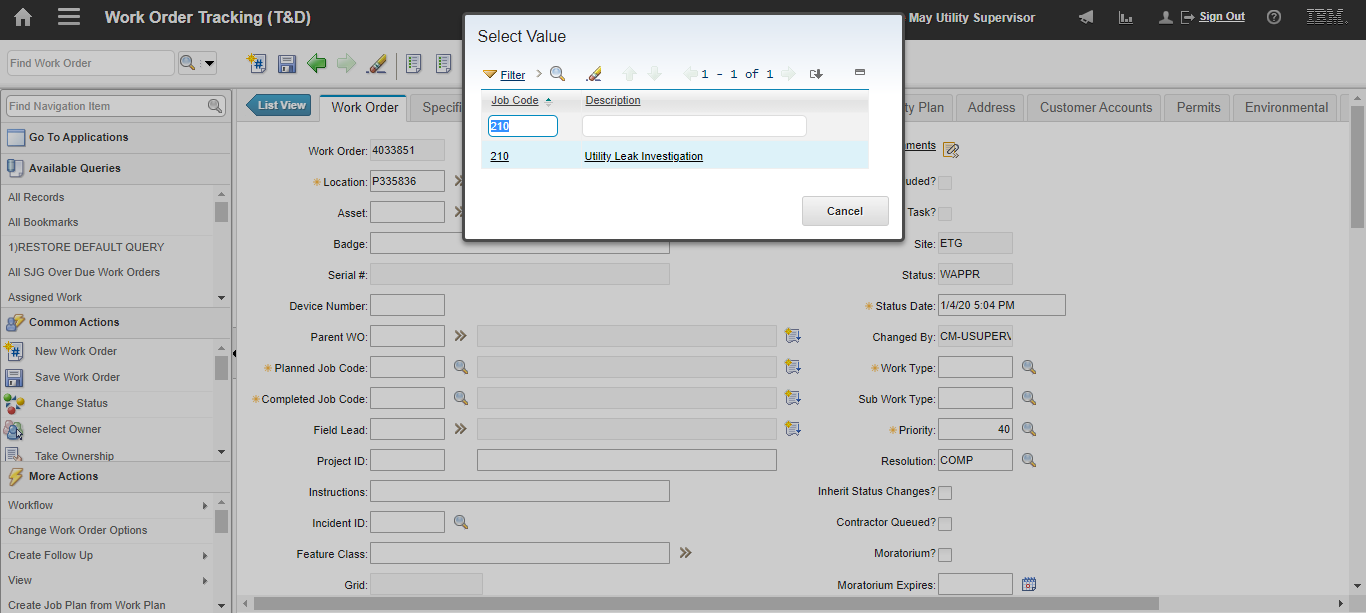 Work Order Tracking (T&D)
May Utility Supervisor
Sign Out
IBM.
Find Work Order
Find Navigation Item
Go To Applications
Available Queries
All Records
All Bookmarks
1)RESTORE DEFAULT QUERY
All SJG Over Due Work Orders
Assigned Work
Common Actions
New Work Order
Save Work Order
Change Status
Select Owner
Take Ownership
More Actions
Workflow
Change Work Order Options
Create Follow Up
View
Create Job Plan from Work Plan
List View
Work Order
Specifi
ty Plan
Address
Customer Accounts
Permits
Environmental
Select Value
Filter
1 - 1 of 1
Job Code
Description
210
210
Utility Leak Investigation
Cancel
Work Order: 4033851
Location: P335836
Asset:
Badge:
Serial #:
Device Number:
Parent WO:
Planned Job Code:
Completed Job Code:
Field Lead:
Project ID:
Instructions:
Incident ID:
Feature Class:
Grid:
ments
uded?
Task?
Site: ETG
Status: WAPPR
Status Date: 1/4/20 5:04 PM
Changed By: CM-USUPERV
Work Type:
Sub Work Type:
Priority: 40
Resolution: COMP
Inherit Status Changes?
Contractor Queued?
Moratorium?
Moratorium Expires: